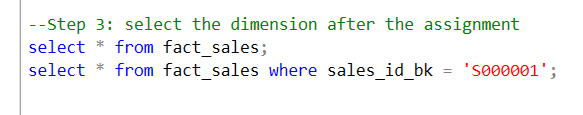 --Step 3: select the dimension after the assignment
select * from fact_sales;
select * from fact_sales where sales_id_bk = 'S000001';